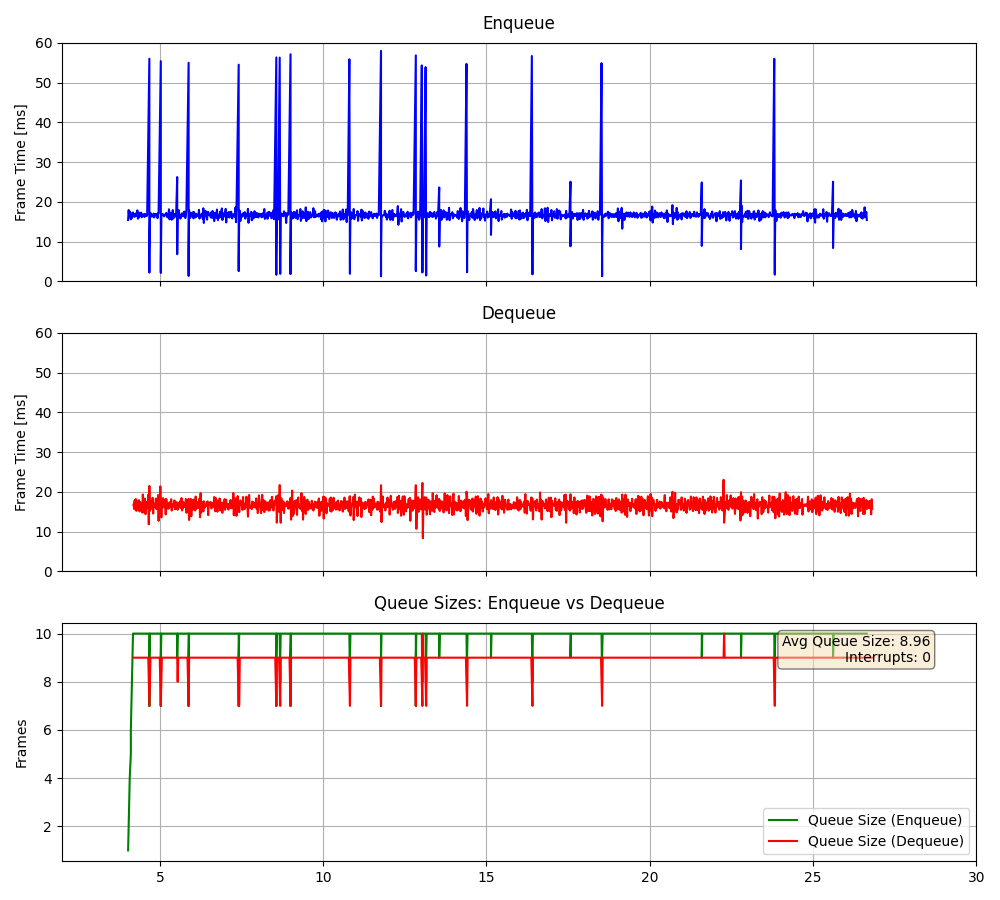 Enqueue
60
50
40
30
20
10
0
Frame Time [ms]
Dequeue
60
50
40
30
20
10
0
Frame Time [ms]
Queue Sizes: Enqueue vs Dequeue
10
8
6
4
2
Frames
Avg Queue Size: 8.96
Interrupts: 0
Queue Size (Enqueue)
Queue Size (Dequeue)
5 10 15 20 25 30